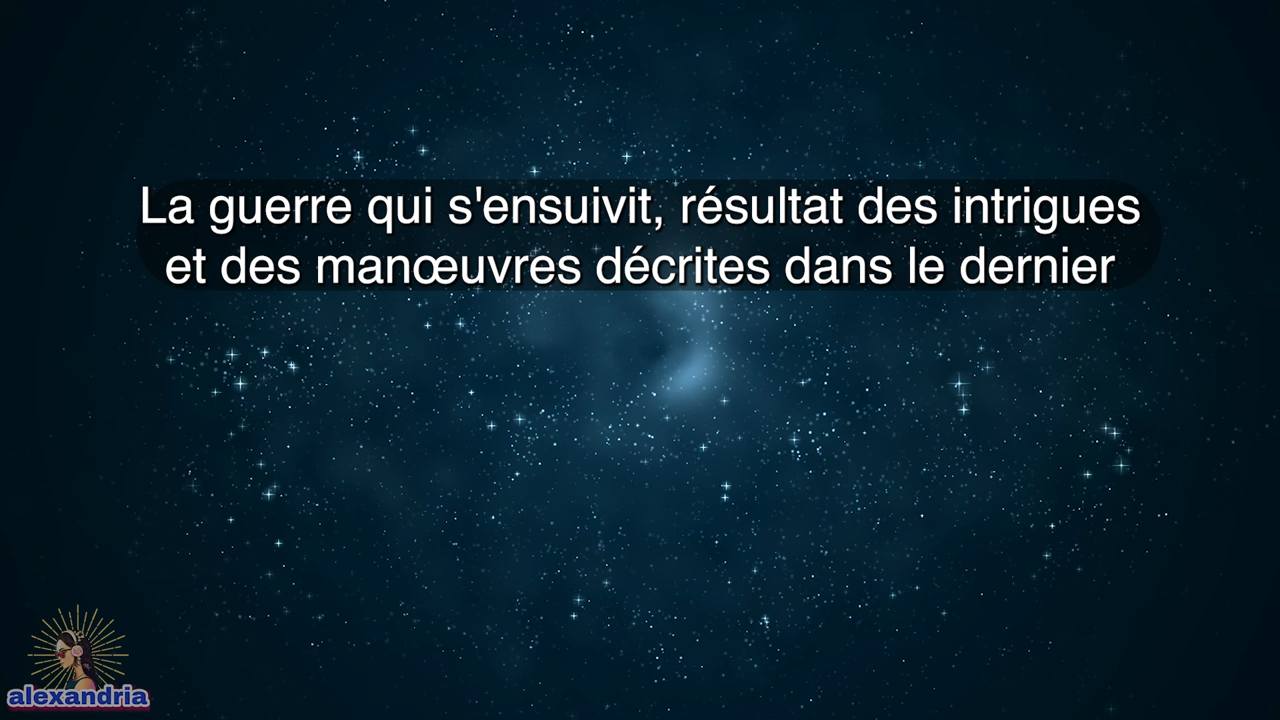 La guerre qui s'ensuivit, résultat des intrigues
et des manœuvres décrites dans le dernier
alexandria